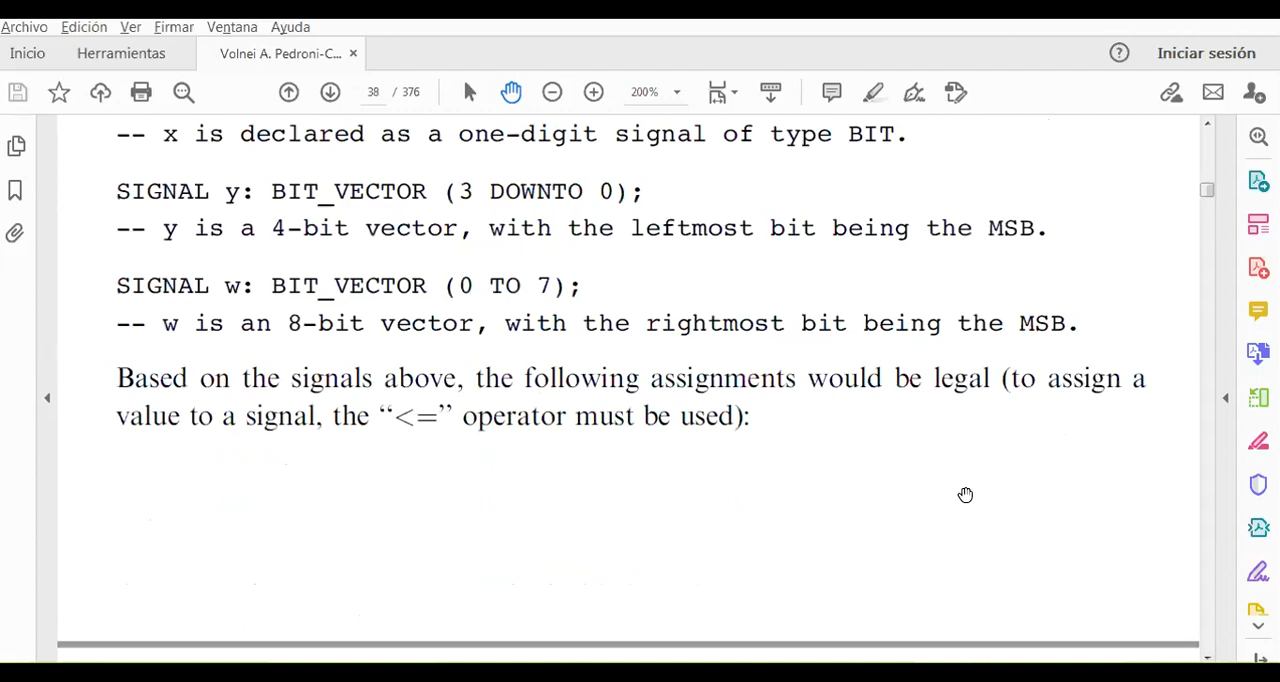 Archivo Edición Ver Firmar Ventana Ayuda
Inicio Herramientas Volnei A. Pedroni-C... × ? Iniciar sesión
38 / 376 200%
-- x is declared as a one-digit signal of type BIT.
SIGNAL y: BIT_VECTOR (3 DOWNTO 0);
-- y is a 4-bit vector, with the leftmost bit being the MSB.
SIGNAL w: BIT_VECTOR (0 TO 7);
-- w is an 8-bit vector, with the rightmost bit being the MSB.
Based on the signals above, the following assignments would be legal (to assign a
value to a signal, the “<=” operator must be used):